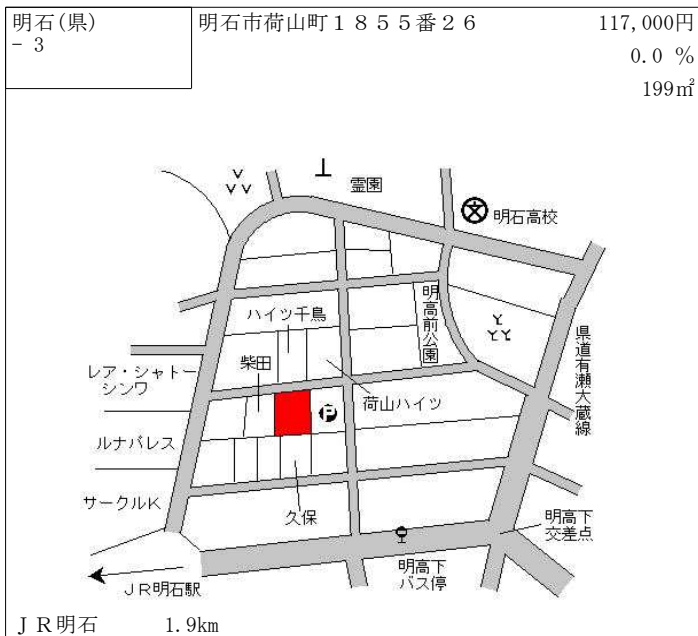 明石(県)
- 3
明石市荷山町１８５５番２６
117,000円
0.0 %
199㎡
霊園
明石高校
ハイツ千鳥
明高前公園
柴田
レア・シャトー
シンワ
荷山ハイツ
県道有瀬大蔵線
P
ルナパレス
サークルK
久保
明高下
交差点
明高下
バス停
ＪＲ明石駅
ＪＲ明石 1.9km